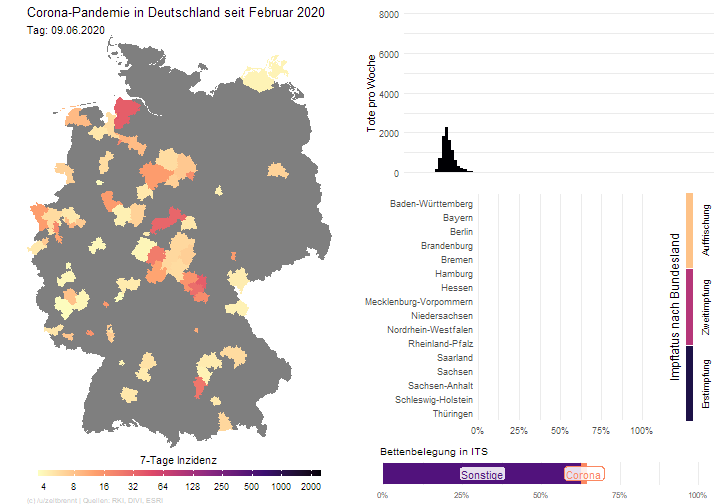 Corona-Pandemie in Deutschland seit Februar 2020
Tag: 09.06.2020
7-Tage Inzidenz
4 8 16 32 64 125 250 500 1000 2000
(c) /u/zeitbrennt | Quellen: RKI, DIVI, ESRI
Tote pro Woche
8000
6000
4000
2000
0
Baden-Württemberg
Bayern
Berlin
Brandenburg
Bremen
Hamburg
Hessen
Mecklenburg-Vorpommern
Niedersachsen
Nordrhein-Westfalen
Rheinland-Pfalz
Saarland
Sachsen
Sachsen-Anhalt
Schleswig-Holstein
Thüringen
0% 25% 50% 75% 100%
Impfstatus nach Bundesland
Auffrischung
Zweitimpfung
Erstimpfung
Bettenbelegung in ITS
Sonstige
Corona
0% 25% 50% 75% 100%